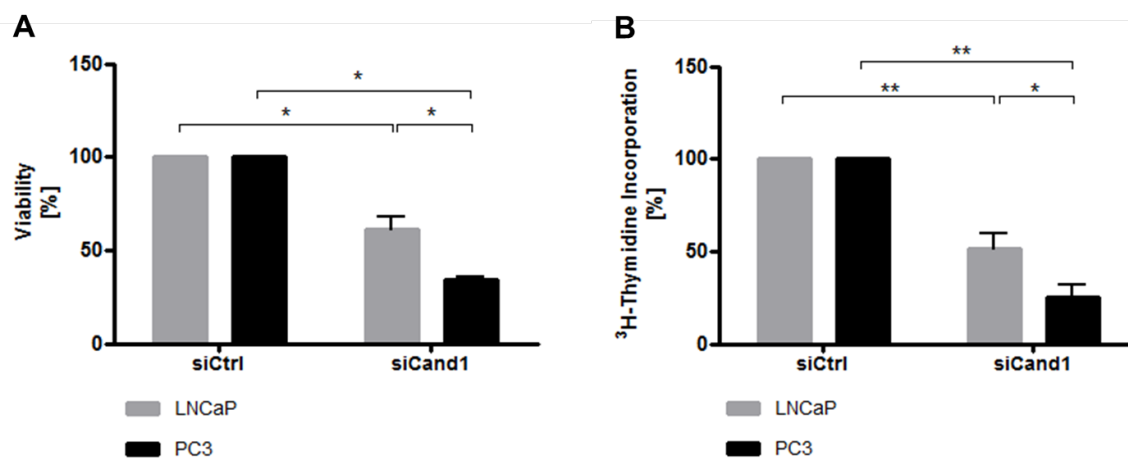 A
150
100
50
0
Viability
[%]
*
*
*
siCtrl
siCand1
LNCaP
PC3
B
150
100
50
0
³H-Thymidine Incorporation
[%]
**
**
*
siCtrl
siCand1
LNCaP
PC3